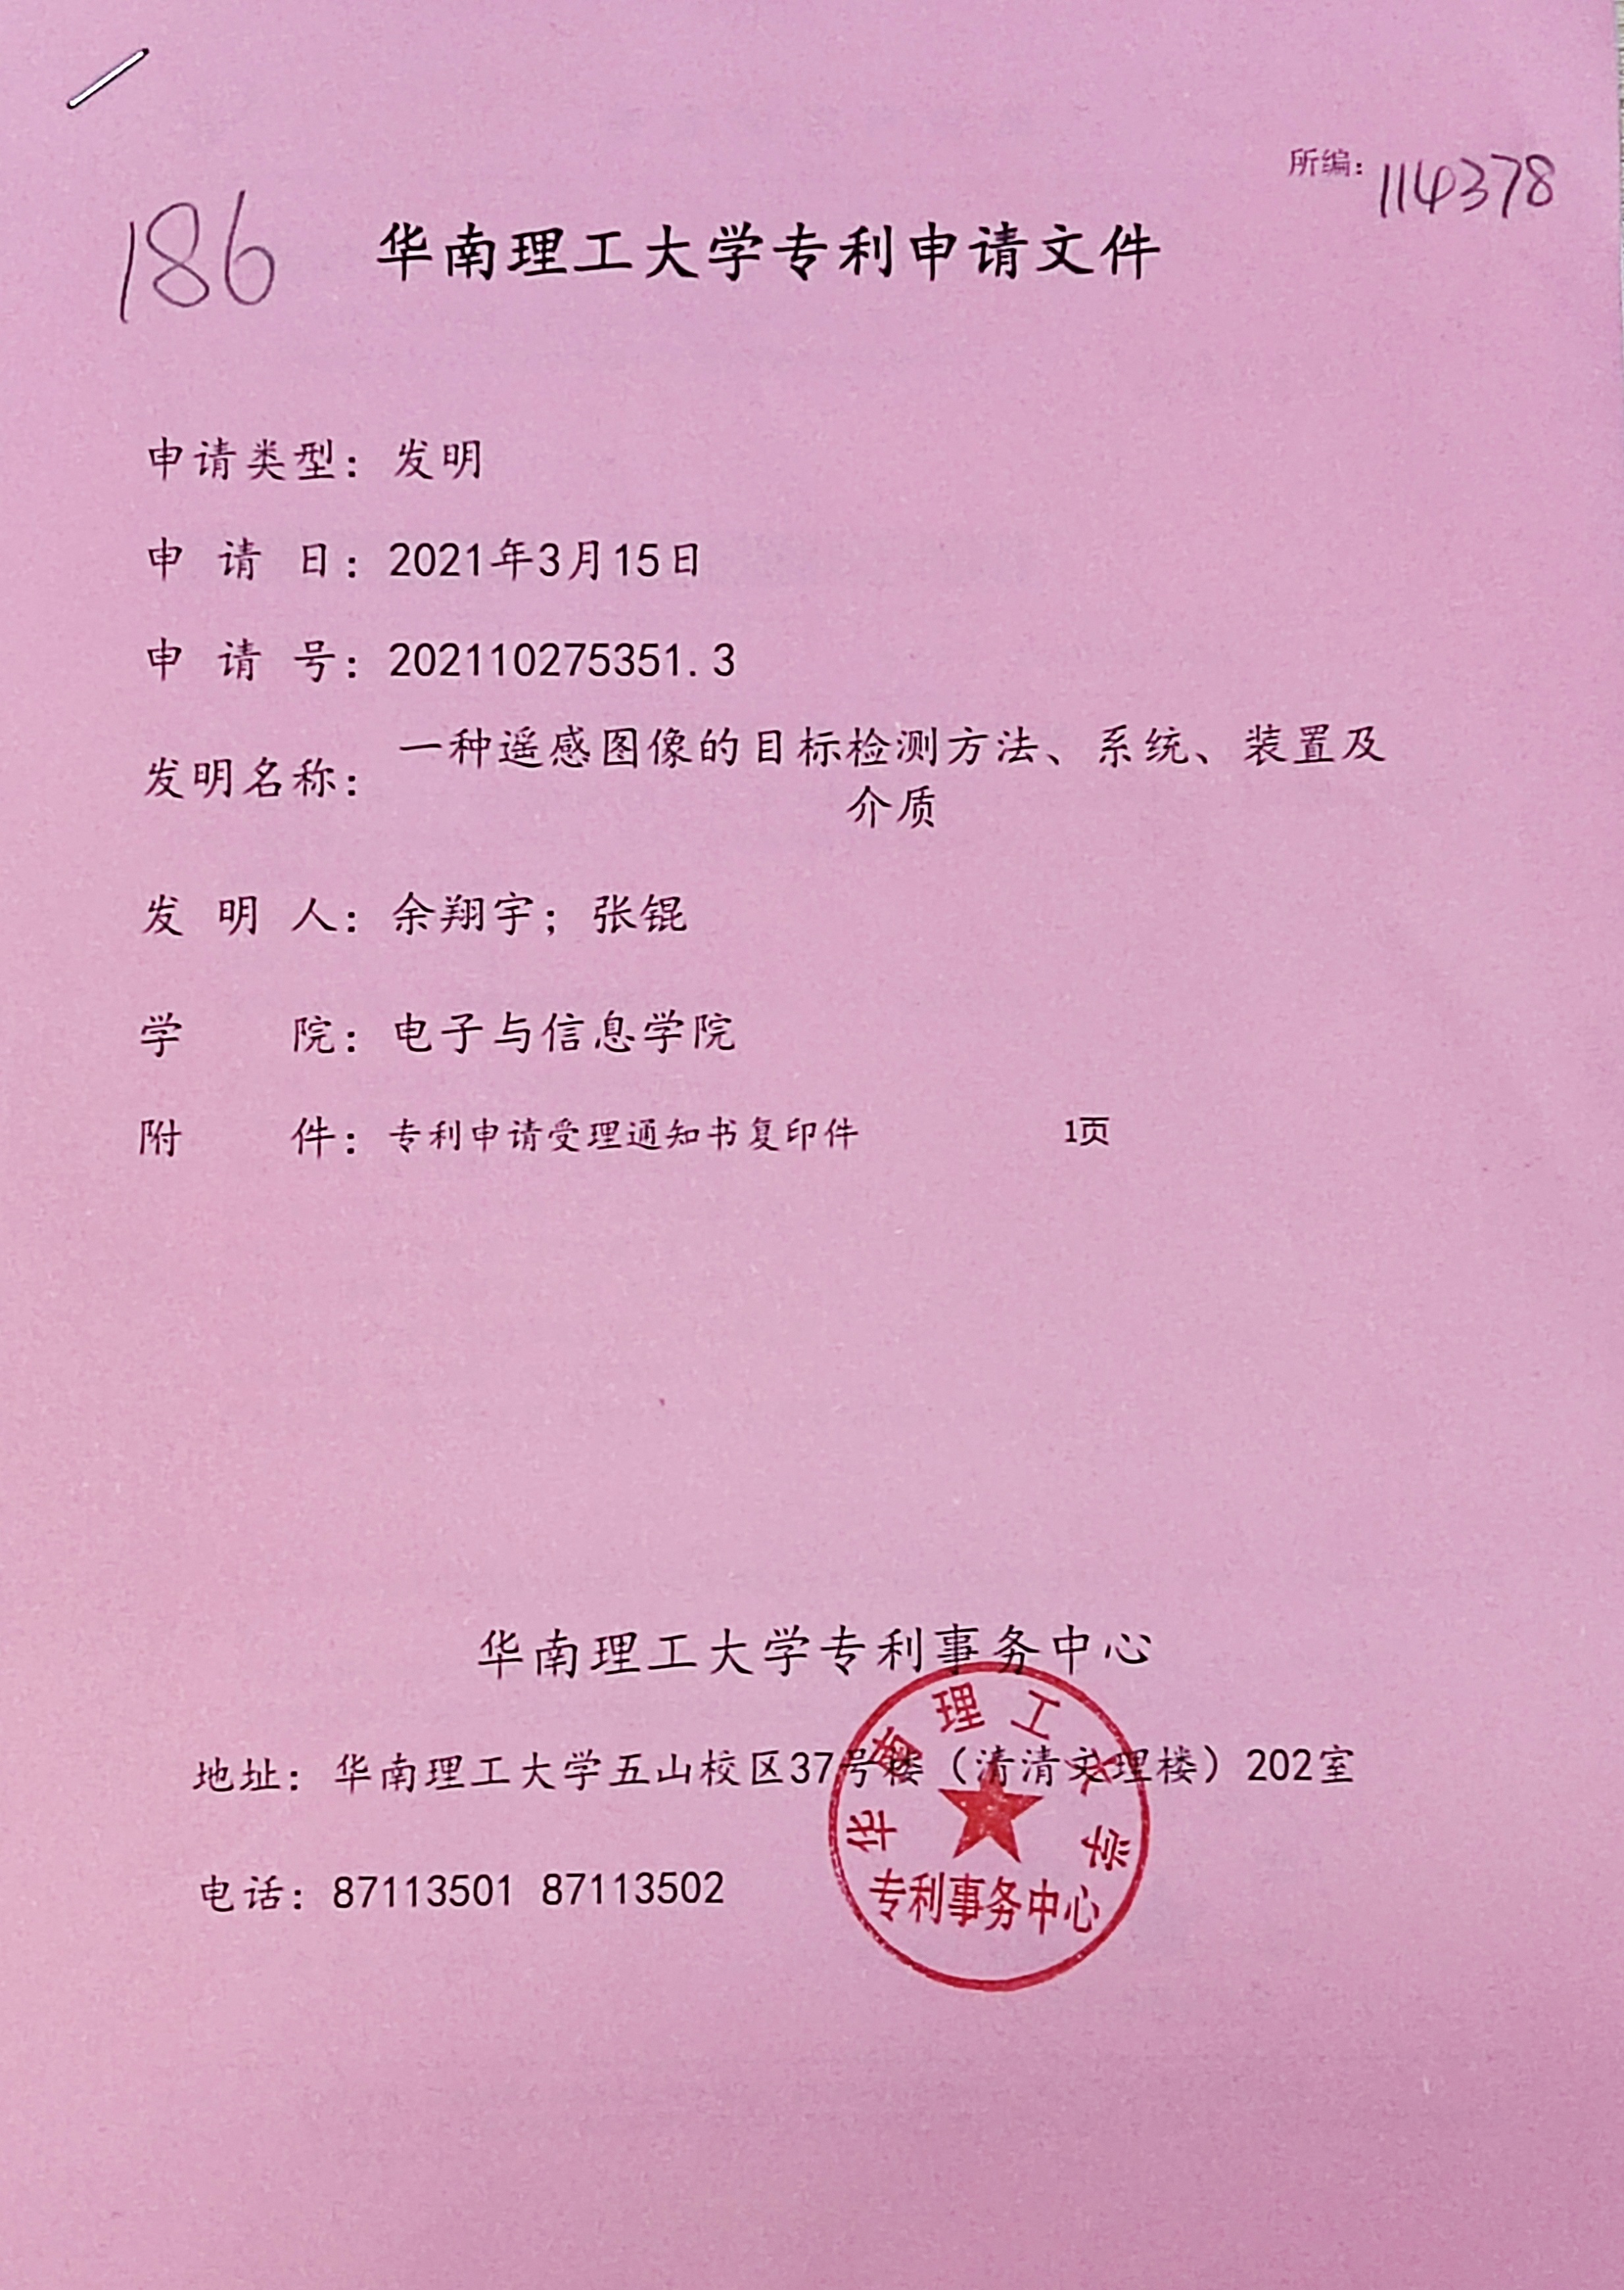 所编：114378
186
华南理工大学专利申请文件
申请类型：发明
申 请 日：2021年3月15日
申 请 号：202110275351.3
发明名称：一种遥感图像的目标检测方法、系统、装置及
介质
发 明 人：余翔宇；张锟
学 院：电子与信息学院
附 件：专利申请受理通知书复印件 1页
华南理工大学专利事务中心
地址：华南理工大学五山校区37号楼（清清文理楼）202室
电话：87113501 87113502
华南理工大学
专利事务中心